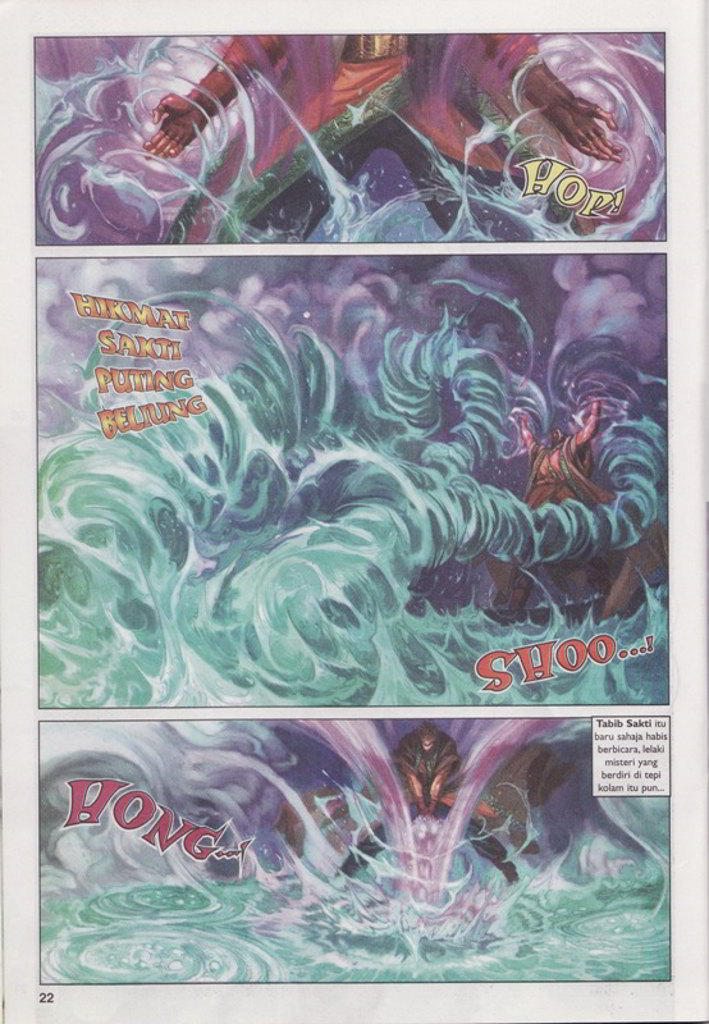 HOP!
HIKMAT
SAKTI
PUTING
BELIUNG
SHOO...!
Tabib Sakti itu
baru sahaja habis
berbicara, lelaki
misteri yang
berdiri di tepi
kolam itu pun...
HONG...!
22